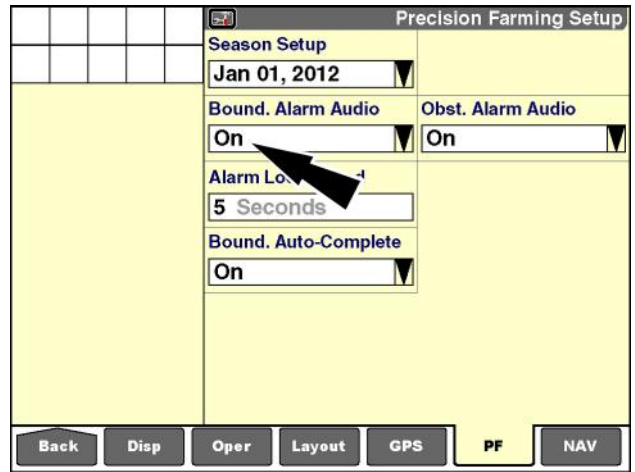 Precision Farming Setup
Season Setup
Jan 01, 2012
Bound. Alarm Audio
Obst. Alarm Audio
On
On
Alarm
5 Seconds
Bound. Auto-Complete
On
Back
Disp
Oper
Layout
GPS
PF
NAV